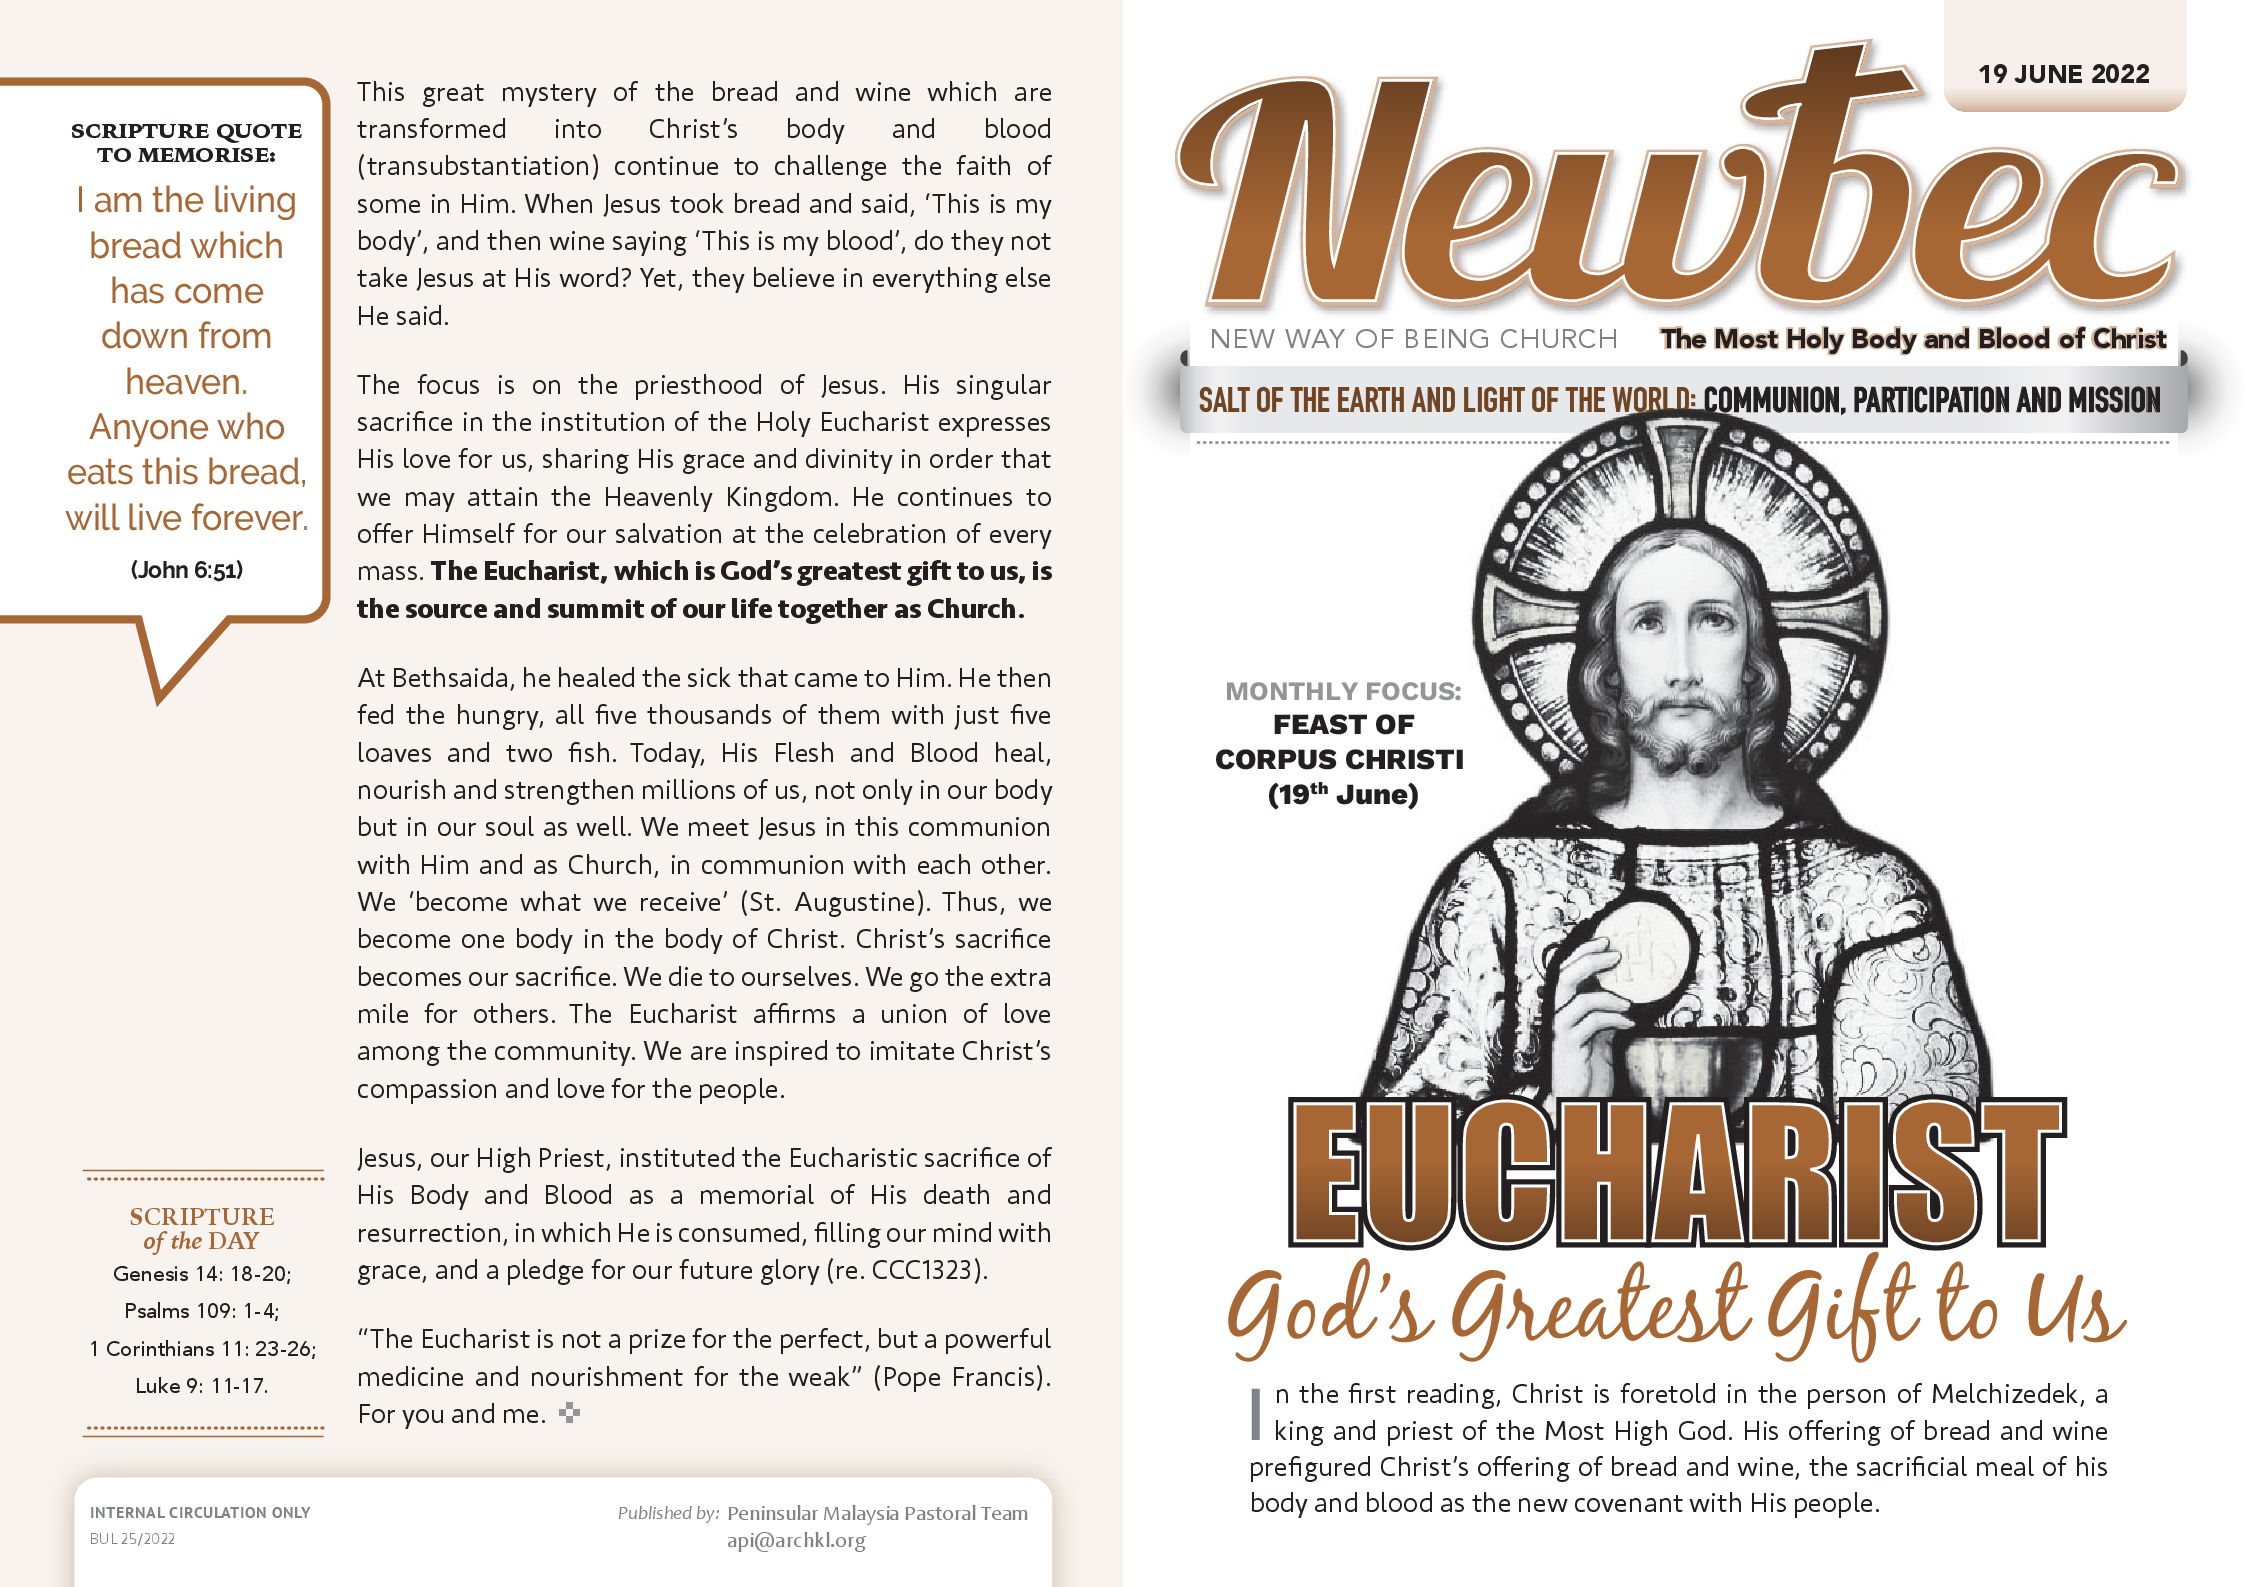 19 JUNE 2022
Newbec
NEW WAY OF BEING CHURCH
The Most Holy Body and Blood of Christ
SALT OF THE EARTH AND LIGHT OF THE WORLD: COMMUNION, PARTICIPATION AND MISSION
MONTHLY FOCUS:
FEAST OF
CORPUS CHRISTI
(19th June)
IHS
EUCHARIST
God's Greatest Gift to Us
In the first reading, Christ is foretold in the person of Melchizedek, a
king and priest of the Most High God. His offering of bread and wine
prefigured Christ's offering of bread and wine, the sacrificial meal of his
body and blood as the new covenant with His people.
This great mystery of the bread and wine which are
transformed into Christ's body and blood
(transubstantiation) continue to challenge the faith of
some in Him. When Jesus took bread and said, 'This is my
body', and then wine saying 'This is my blood', do they not
take Jesus at His word? Yet, they believe in everything else
He said.
The focus is on the priesthood of Jesus. His singular
sacrifice in the institution of the Holy Eucharist expresses
His love for us, sharing His grace and divinity in order that
we may attain the Heavenly Kingdom. He continues to
offer Himself for our salvation at the celebration of every
mass. The Eucharist, which is God's greatest gift to us, is
the source and summit of our life together as Church.
At Bethsaida, he healed the sick that came to Him. He then
fed the hungry, all five thousands of them with just five
loaves and two fish. Today, His Flesh and Blood heal,
nourish and strengthen millions of us, not only in our body
but in our soul as well. We meet Jesus in this communion
with Him and as Church, in communion with each other.
We 'become what we receive' (St. Augustine). Thus, we
become one body in the body of Christ. Christ's sacrifice
becomes our sacrifice. We die to ourselves. We go the extra
mile for others. The Eucharist affirms a union of love
among the community. We are inspired to imitate Christ's
compassion and love for the people.
Jesus, our High Priest, instituted the Eucharistic sacrifice of
His Body and Blood as a memorial of His death and
resurrection, in which He is consumed, filling our mind with
grace, and a pledge for our future glory (re. CCC1323).
"The Eucharist is not a prize for the perfect, but a powerful
medicine and nourishment for the weak" (Pope Francis).
For you and me.
SCRIPTURE QUOTE
TO MEMORISE:
I am the living
bread which
has come
down from
heaven.
Anyone who
eats this bread,
will live forever.
(John 6:51)
SCRIPTURE
of the DAY
Genesis 14: 18-20;
Psalms 109: 1-4;
1 Corinthians 11: 23-26;
Luke 9: 11-17.
INTERNAL CIRCULATION ONLY
BUL 25/2022
Published by: Peninsular Malaysia Pastoral Team
api@archkl.org